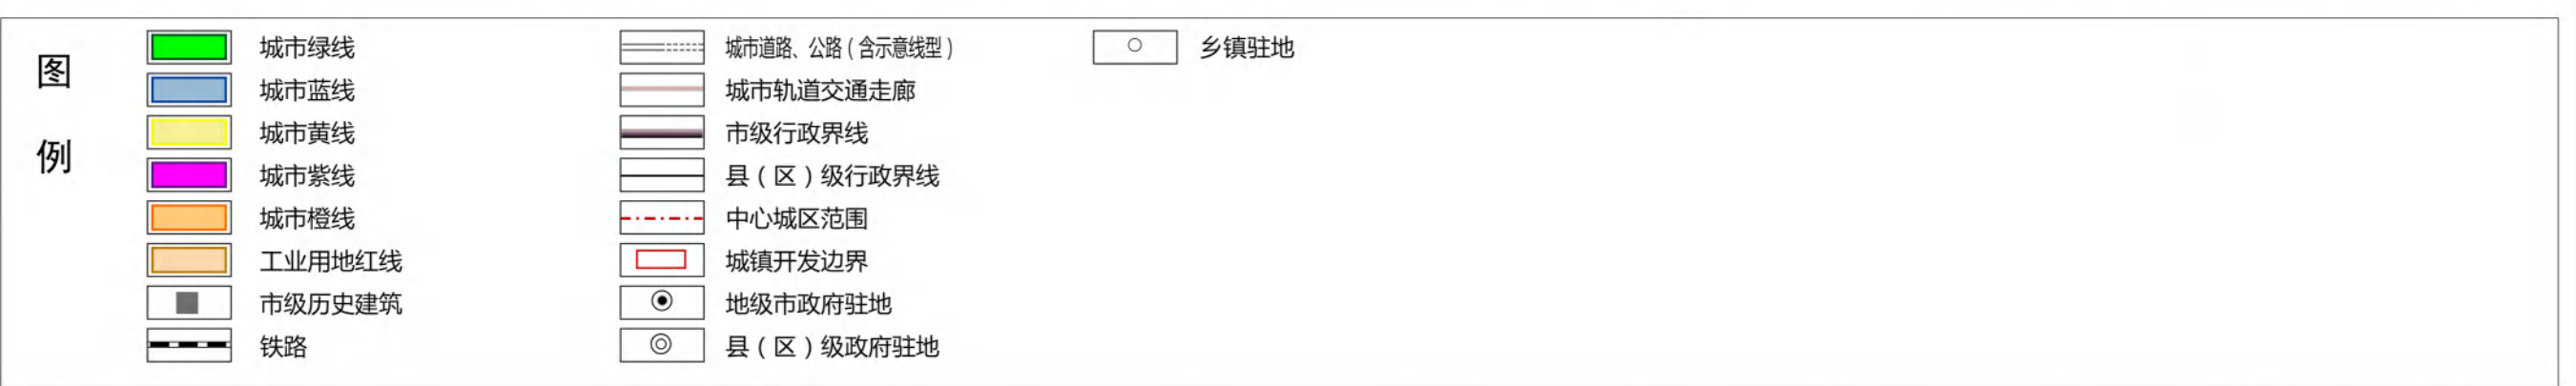 图例
城市绿线
城市蓝线
城市黄线
城市紫线
城市橙线
工业用地红线
市级历史建筑
铁路
城市道路、公路（含示意线型）
城市轨道交通走廊
市级行政界线
县（区）级行政界线
中心城区范围
城镇开发边界
地级市政府驻地
县（区）级政府驻地
乡镇驻地